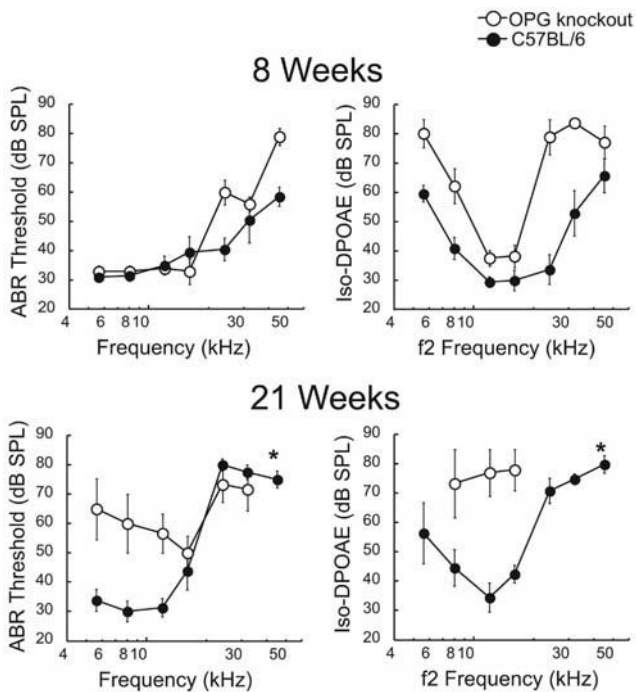 OPG knockout
C57BL/6
8 Weeks
ABR Threshold (dB SPL)
90
80
70
60
50
40
30
20
4 6 8 10 30 50
Frequency (kHz)
Iso-DPOAE (dB SPL)
90
80
70
60
50
40
30
20
4 6 8 10 30 50
f2 Frequency (kHz)
21 Weeks
ABR Threshold (dB SPL)
90
80
70
60
50
40
30
20
*
4 6 8 10 30 50
Frequency (kHz)
Iso-DPOAE (dB SPL)
90
80
70
60
50
40
30
20
*
4 6 8 10 30 50
f2 Frequency (kHz)